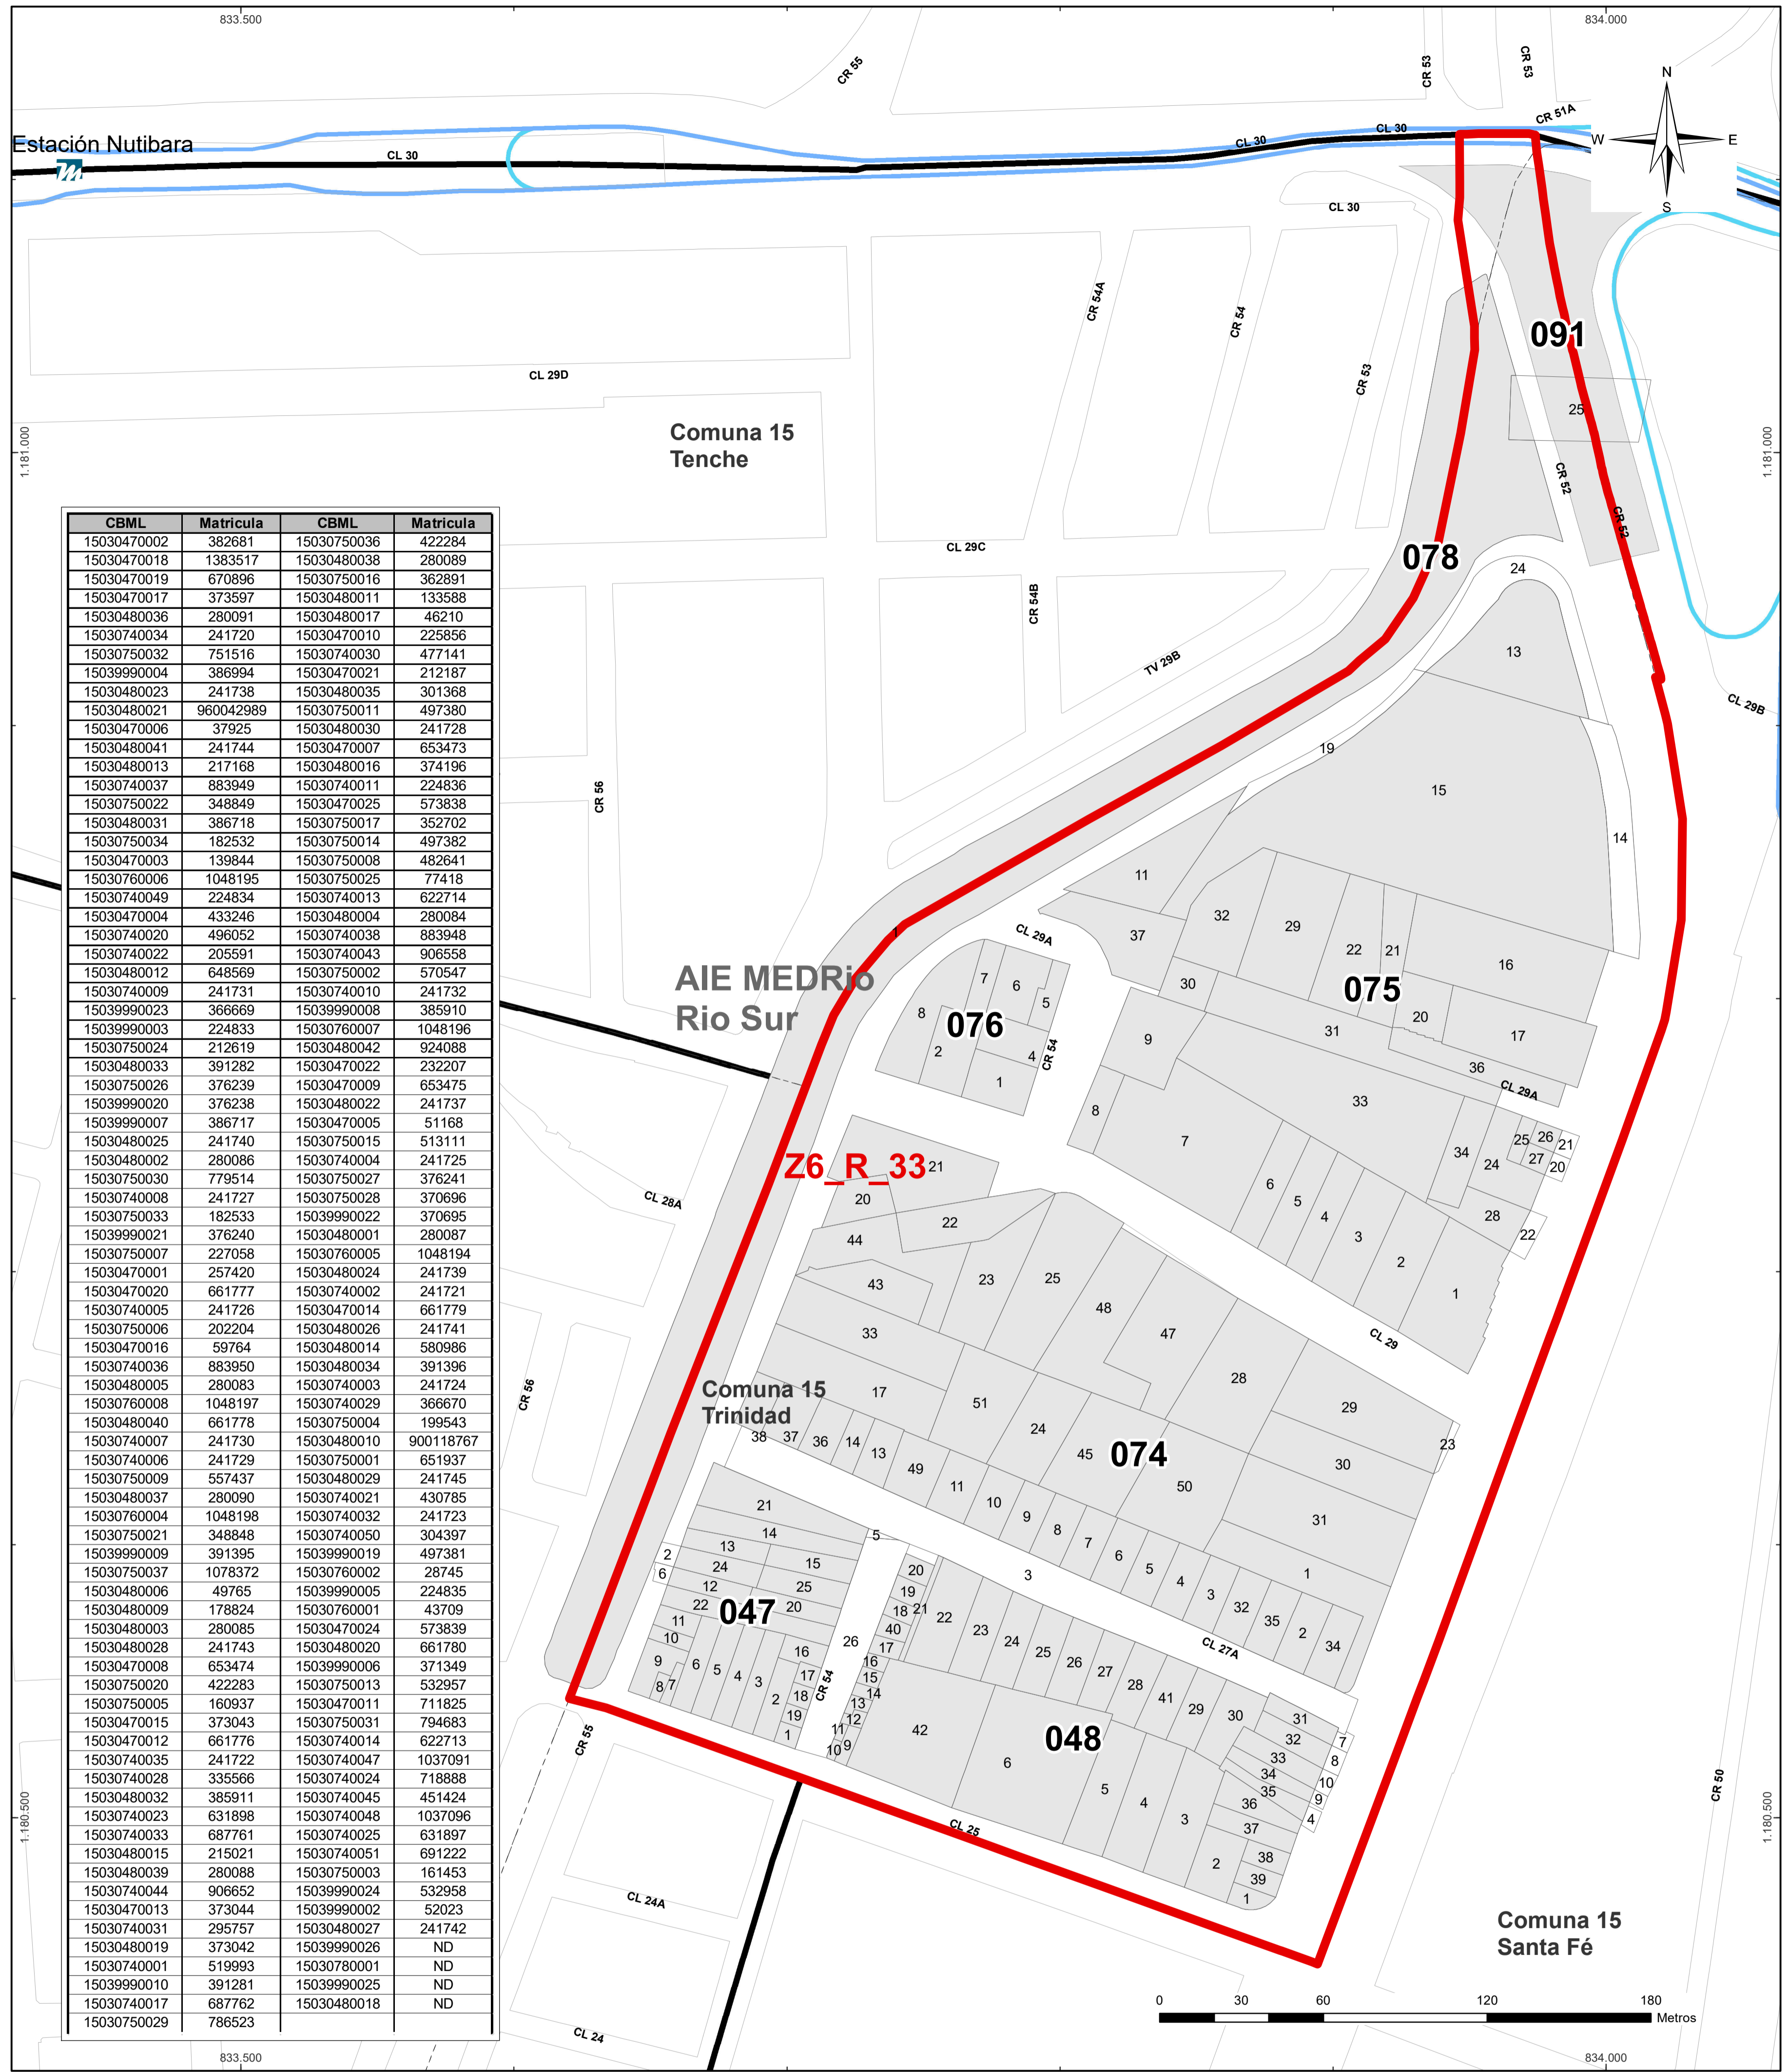 833.500
834.000
CR 55
CR 53
CR 53
CR 51A
N
W
E
S
Estación Nutibara
CL 30
CL 30
CL 30
CL 30
CR 54A
CR 54
CR 53
091
25
CL 29D
Comuna 15
Tenche
1.181.000
1.181.000
CR 52
CR 52
CL 29C
078
24
CR 54B
TV 29B
13
CL 29B
19
15
14
CR 56
CBML Matricula CBML Matricula
15030470002 382681 15030750036 422284
15030470018 1383517 15030480038 280089
15030470019 670896 15030750016 362891
15030470017 373597 15030480011 133588
15030480036 280091 15030480017 46210
15030740034 241720 15030470010 225856
15030750032 751516 15030740030 477141
15039990004 386994 15030470021 212187
15030480023 241738 15030480035 301368
15030480021 960042989 15030750011 497380
15030470006 37925 15030480030 241728
15030480041 241744 15030470007 653473
15030480013 217168 15030480016 374196
15030740037 883949 15030740011 224836
15030750022 348849 15030470025 573838
15030480031 386718 15030750017 352702
15030750034 182532 15030750014 497382
15030470003 139844 15030750008 482641
15030760006 1048195 15030750025 77418
15030740049 224834 15030740013 622714
15030470004 433246 15030480004 280084
15030740020 496052 15030740038 883948
15030740022 205591 15030740043 906558
15030480012 648569 15030750002 570547
15030740009 241731 15030740010 241732
15039990023 366669 15039990008 385910
15039990003 224833 15030760007 1048196
15030750024 212619 15030480042 924088
15030480033 391282 15030470022 232207
15030750026 376239 15030470009 653475
15039990020 376238 15030480022 241737
15039990007 386717 15030470005 51168
15030480025 241740 15030750015 513111
15030480002 280086 15030740004 241725
15030750030 779514 15030750027 376241
15030740008 241727 15030750028 370696
15030750033 182533 15039990022 370695
15039990021 376240 15030480001 280087
15030750007 227058 15030760005 1048194
15030470001 257420 15030480024 241739
15030470020 661777 15030740002 241721
15030740005 241726 15030470014 661779
15030750006 202204 15030480026 241741
15030470016 59764 15030480014 580986
15030740036 883950 15030480034 391396
15030480005 280083 15030740003 241724
15030760008 1048197 15030740029 366670
15030480040 661778 15030750004 199543
15030740007 241730 15030480010 900118767
15030740006 241729 15030750001 651937
15030750009 557437 15030480029 241745
15030480037 280090 15030740021 430785
15030760004 1048198 15030740032 241723
15030750021 348848 15030740050 304397
15039990009 391395 15039990019 497381
15030750037 1078372 15030760002 28745
15030480006 49765 15039990005 224835
15030480009 178824 15030760001 43709
15030480003 280085 15030470024 573839
15030480028 241743 15030480020 661780
15030470008 653474 15039990006 371349
15030750020 422283 15030750013 532957
15030750005 160937 15030470011 711825
15030470015 373043 15030750031 794683
15030470012 661776 15030740014 622713
15030740035 241722 15030740047 1037091
15030740028 335566 15030740024 718888
15030480032 385911 15030740045 451424
15030740023 631898 15030740048 1037096
15030740033 687761 15030740025 631897
15030480015 215021 15030740051 691222
15030480039 280088 15030750003 161453
15030740044 906652 15039990024 532958
15030470013 373044 15039990002 52023
15030740031 295757 15030480027 241742
15030480019 373042 15039990026 ND
15030740001 519993 15030780001 ND
15039990010 391281 15039990025 ND
15030740017 687762 15030480018 ND
15030750029 786523
1
AIE MEDRio
Rio Sur
CL 29A
11
37
32
29
22
21
16
30
075
20
17
31
36
CL 29A
7
6
5
8
076
2
4
1
CR 54
9
8
7
33
34
24
25
26
21
27
20
28
22
6
5
4
3
2
1
CL 29
Z6_R_33
21
20
22
44
43
23
25
48
47
33
28
29
17
51
24
45
074
50
30
23
31
1
CL 28A
CR 56
Comuna 15
Trinidad
38
37
36
14
13
49
11
10
9
8
7
6
5
4
3
32
35
2
34
3
CL 27A
21
14
13
15
24
25
12
22
20
2
6
047
11
10
9
8
7
6
5
4
3
2
16
17
18
19
1
5
26
CR 54
20
19
18
21
40
17
16
15
14
13
12
11
10
9
22
23
24
25
26
27
28
41
29
30
31
32
33
34
35
36
37
38
39
1
7
8
10
9
4
42
6
048
5
4
3
2
CR 55
CL 25
CR 50
1.180.500
1.180.500
CL 24A
CL 24
Comuna 15
Santa Fé
0 30 60 120 180
Metros
833.500
834.000